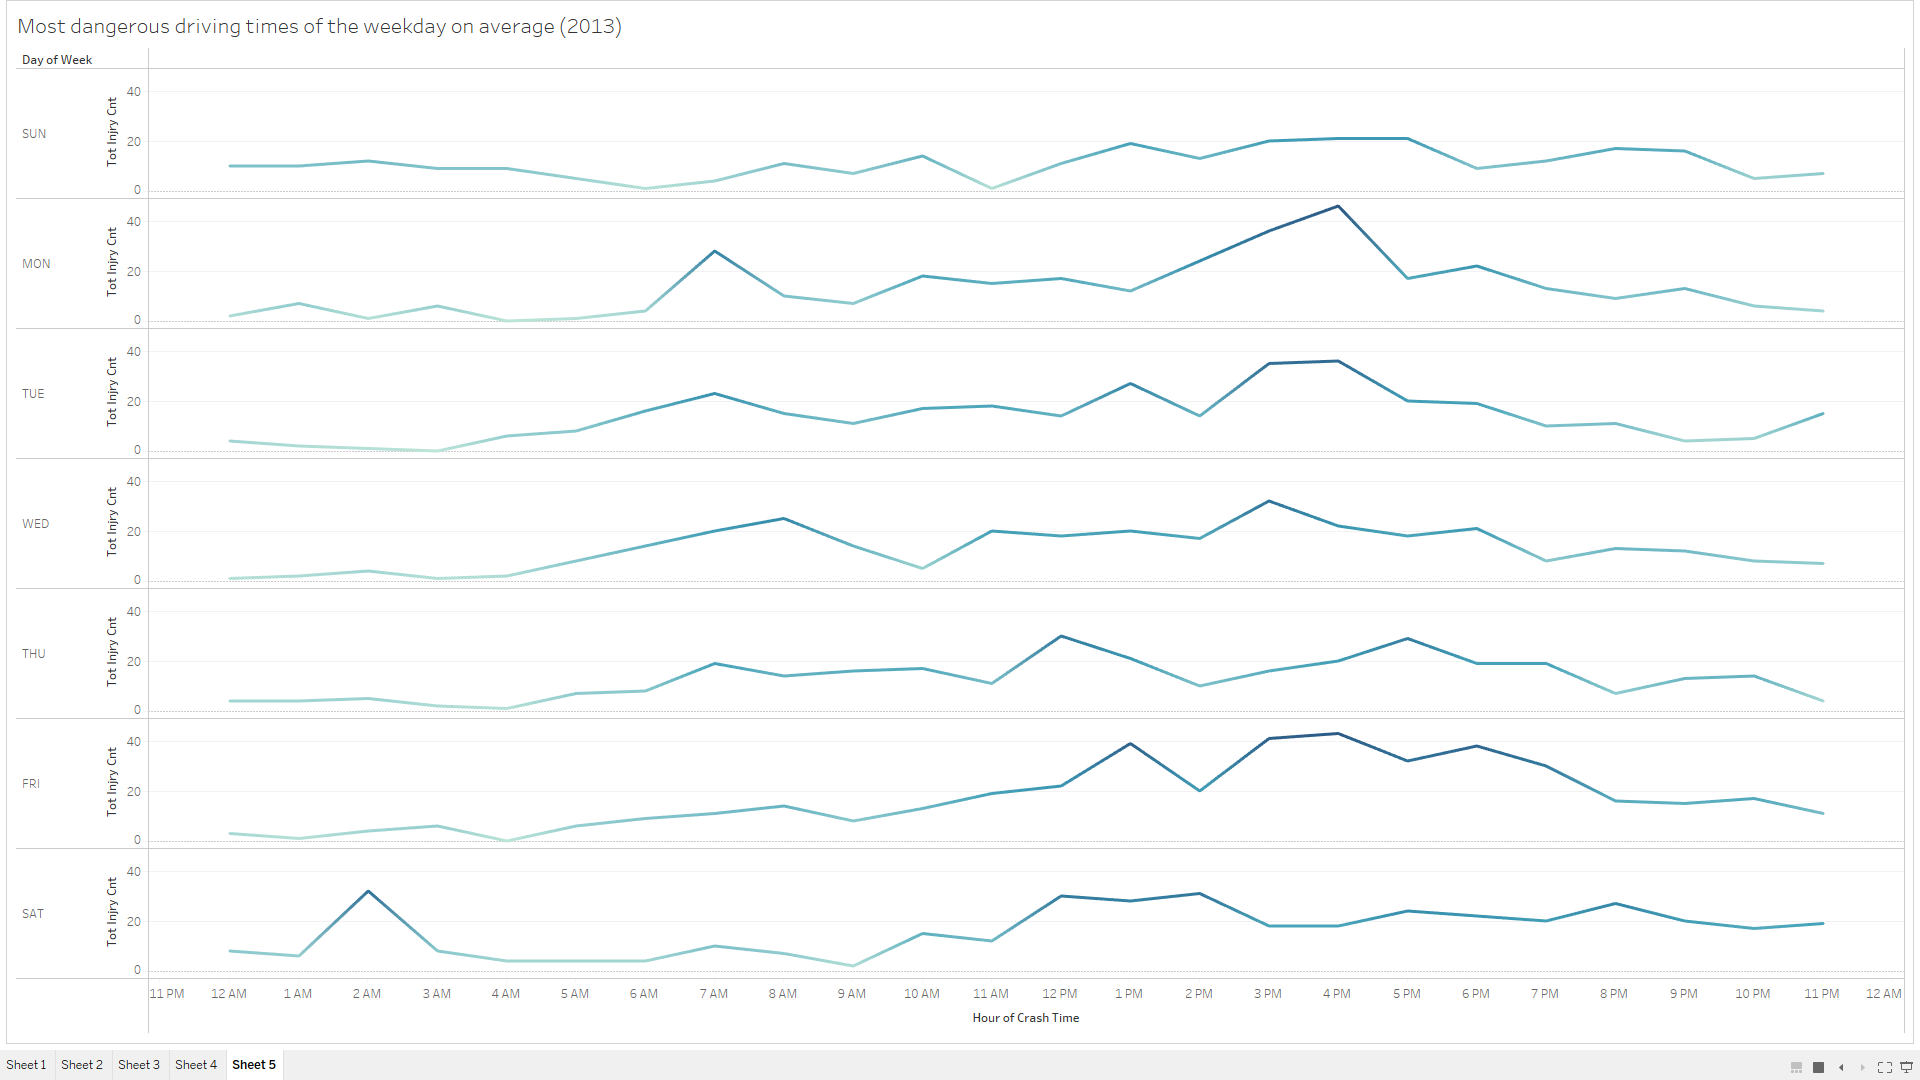 Most dangerous driving times of the weekday on average (2013)
Day of Week
SUN
Tot Injry Cnt
40
20
0
MON
Tot Injry Cnt
40
20
0
TUE
Tot Injry Cnt
40
20
0
WED
Tot Injry Cnt
40
20
0
THU
Tot Injry Cnt
40
20
0
FRI
Tot Injry Cnt
40
20
0
SAT
Tot Injry Cnt
40
20
0
11 PM 12 AM 1 AM 2 AM 3 AM 4 AM 5 AM 6 AM 7 AM 8 AM 9 AM 10 AM 11 AM 12 PM 1 PM 2 PM 3 PM 4 PM 5 PM 6 PM 7 PM 8 PM 9 PM 10 PM 11 PM 12 AM
Hour of Crash Time
Sheet 1 Sheet 2 Sheet 3 Sheet 4 Sheet 5